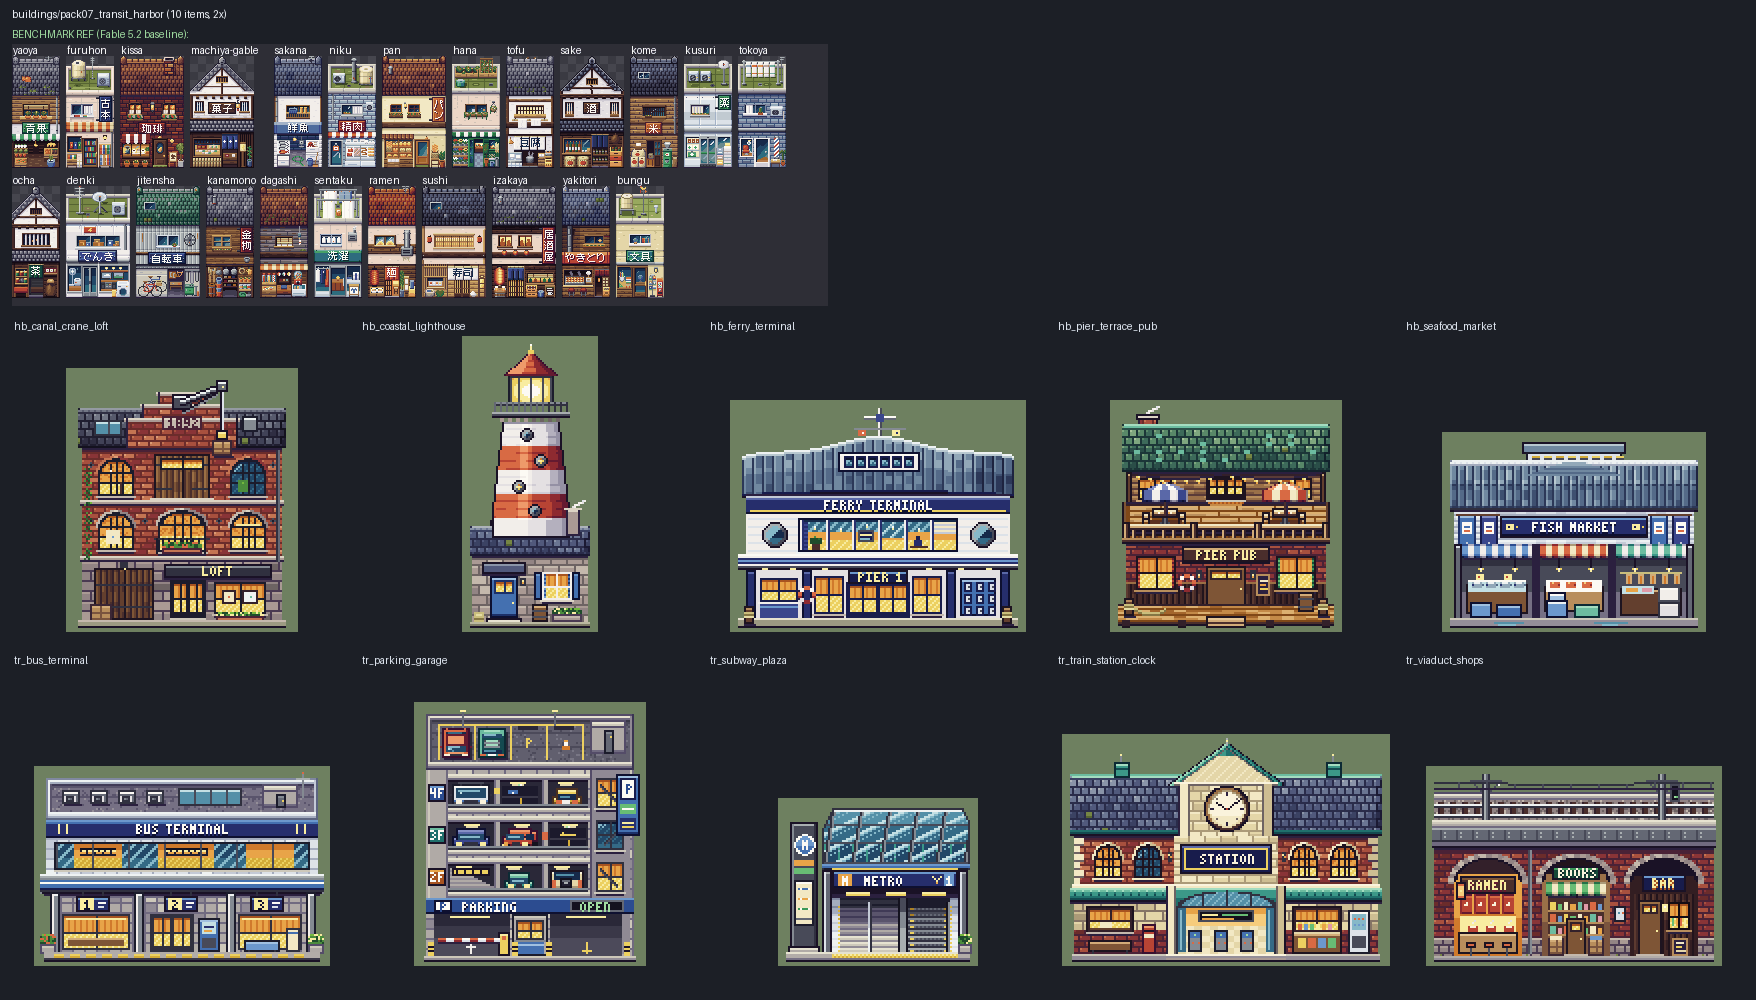 buildings/pack07_transit_harbor (10 items, 2x)
BENCHMARK REF (Fable 5.2 baseline):
yaoya furuhon kissa machiya-gable sakana niku pan hana tofu sake kome kusuri tokoya
青果 古本 珈琲 菓子 鮮魚 精肉 パン 豆腐 酒 米 薬
ocha denki jitensha kanamono dagashi sentaku ramen sushi izakaya yakitori bungu
茶 でんき 自転車 金物 洗濯 麺 寿司 居酒屋 やきとり 文具
hb_canal_crane_loft hb_coastal_lighthouse hb_ferry_terminal hb_pier_terrace_pub hb_seafood_market
1892
LOFT
FERRY TERMINAL
PIER 1
PIER PUB
FISH MARKET
tr_bus_terminal tr_parking_garage tr_subway_plaza tr_train_station_clock tr_viaduct_shops
BUS TERMINAL
1 2 3
P
P
4F
3F
2F
P PARKING OPEN
M
M METRO Y1
STATION
RAMEN
BOOKS
BAR